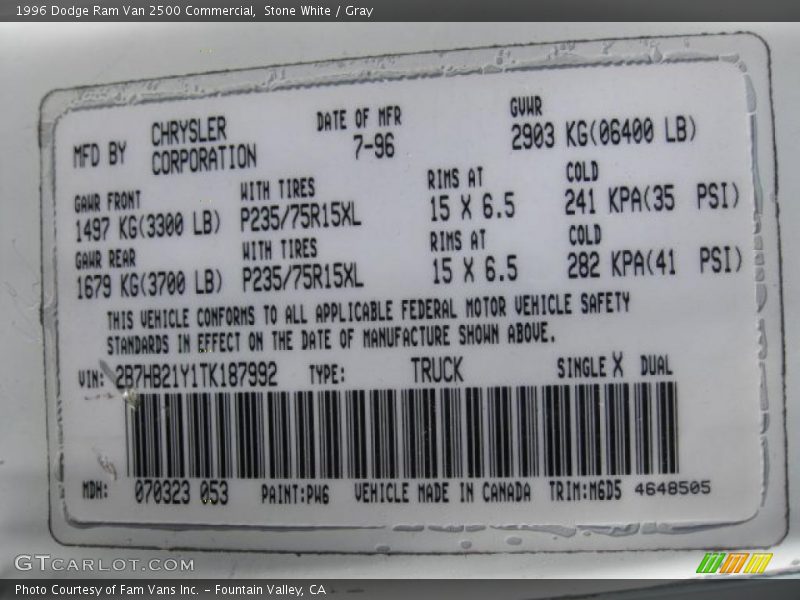 1996 Dodge Ram Van 2500 Commercial, Stone White / Gray
MFD BY CHRYSLER CORPORATION DATE OF MFR 7-96 GVWR 2903 KG(06400 LB)
GAWR FRONT WITH TIRES RIMS AT COLD
1497 KG(3300 LB) P235/75R15XL 15 X 6.5 241 KPA(35 PSI)
GAWR REAR WITH TIRES RIMS AT COLD
1679 KG(3700 LB) P235/75R15XL 15 X 6.5 282 KPA(41 PSI)
THIS VEHICLE CONFORMS TO ALL APPLICABLE FEDERAL MOTOR VEHICLE SAFETY
STANDARDS IN EFFECT ON THE DATE OF MANUFACTURE SHOWN ABOVE.
VIN: 2B7HB21Y1TK187992 TYPE: TRUCK SINGLE X DUAL
MDH: 070323 053 PAINT:PW6 VEHICLE MADE IN CANADA TRIM:M6D5 4648505
GTCARLOT.COM
Photo Courtesy of Fam Vans Inc. - Fountain Valley, CA